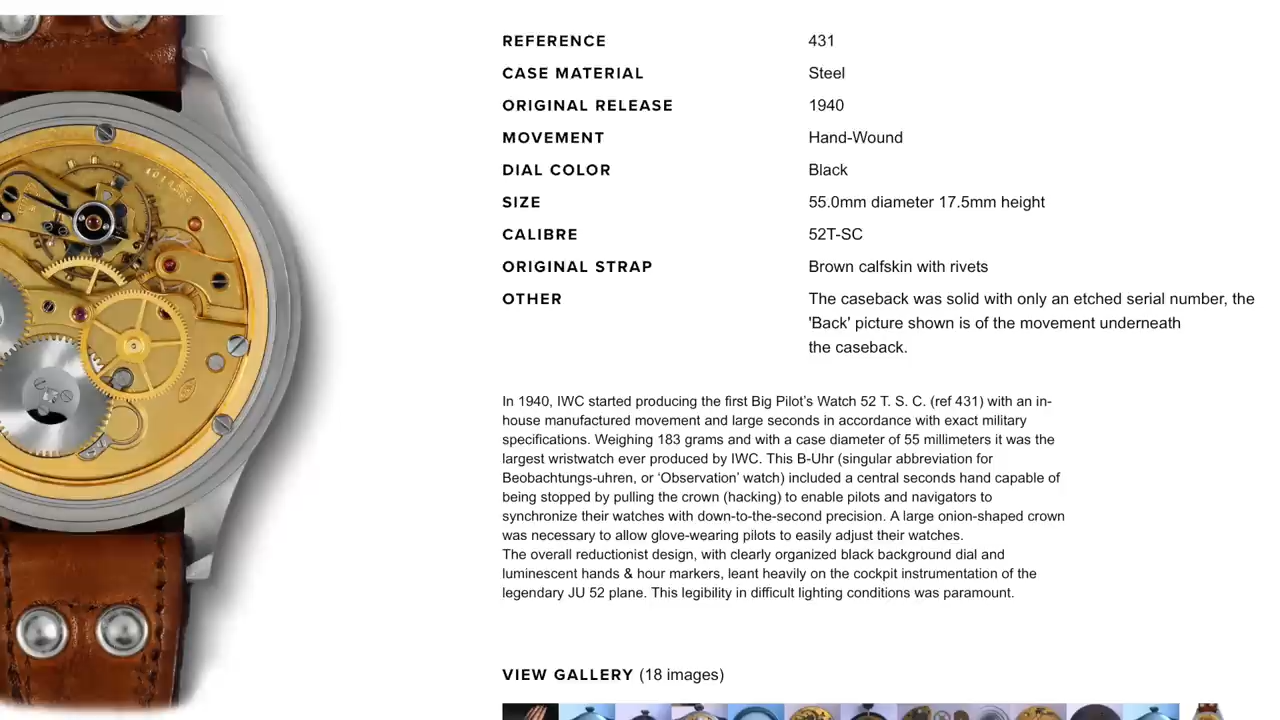 REFERENCE 431
CASE MATERIAL Steel
ORIGINAL RELEASE 1940
MOVEMENT Hand-Wound
DIAL COLOR Black
SIZE 55.0mm diameter 17.5mm height
CALIBRE 52T-SC
ORIGINAL STRAP Brown calfskin with rivets
OTHER The caseback was solid with only an etched serial number, the
'Back' picture shown is of the movement underneath
the caseback.
In 1940, IWC started producing the first Big Pilot's Watch 52 T. S. C. (ref 431) with an in-
house manufactured movement and large seconds in accordance with exact military
specifications. Weighing 183 grams and with a case diameter of 55 millimeters it was the
largest wristwatch ever produced by IWC. This B-Uhr (singular abbreviation for
Beobachtungs-uhren, or ‘Observation’ watch) included a central seconds hand capable of
being stopped by pulling the crown (hacking) to enable pilots and navigators to
synchronize their watches with down-to-the-second precision. A large onion-shaped crown
was necessary to allow glove-wearing pilots to easily adjust their watches.
The overall reductionist design, with clearly organized black background dial and
luminescent hands & hour markers, leant heavily on the cockpit instrumentation of the
legendary JU 52 plane. This legibility in difficult lighting conditions was paramount.
VIEW GALLERY (18 images)